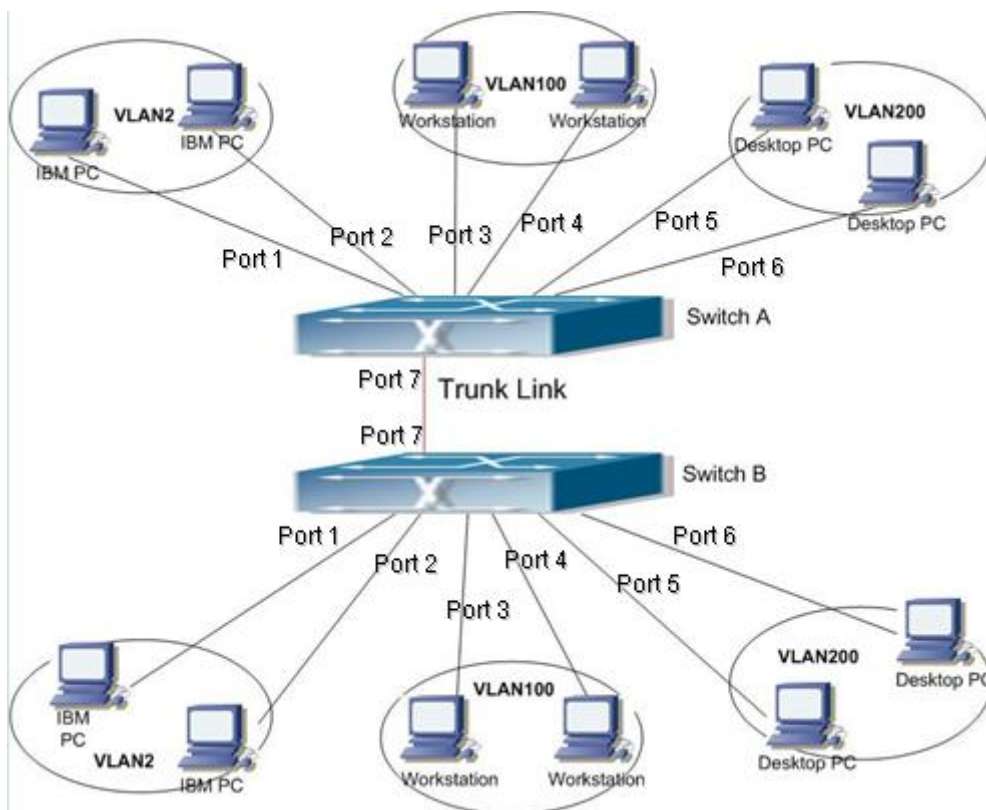 VLAN2
IBM PC
IBM PC
VLAN100
Workstation
Workstation
VLAN200
Desktop PC
Desktop PC
Port 1
Port 2
Port 3
Port 4
Port 5
Port 6
Switch A
Port 7
Trunk Link
Port 7
Switch B
Port 1
Port 2
Port 3
Port 4
Port 5
Port 6
IBM
PC
VLAN2
IBM PC
VLAN100
Workstation
Workstation
VLAN200
Desktop PC
Desktop PC